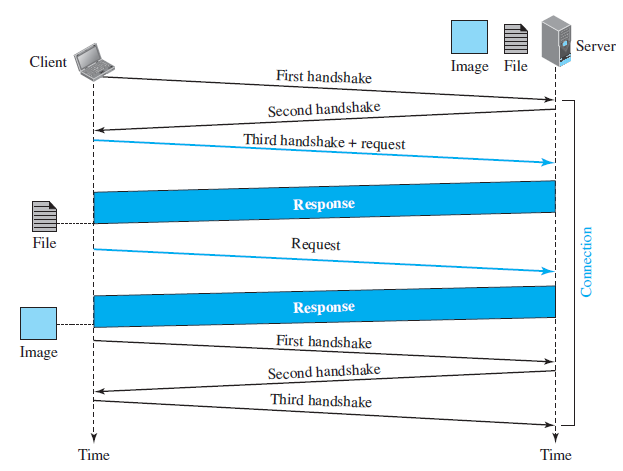 Client
Image
File
Server
First handshake
Second handshake
Third handshake + request
Response
File
Request
Connection
Response
Image
First handshake
Second handshake
Third handshake
Time
Time